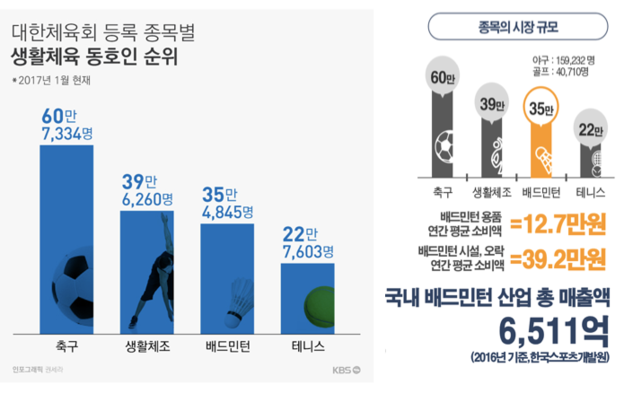 대한체육회 등록 종목별
생활체육 동호인 순위
*2017년 1월 현재
60만
7,334명
39만
6,260명
35만
4,845명
22만
7,603명
축구
생활체조
배드민턴
테니스
인포그래픽 권세라
KBS
종목의 시장 규모
야구 : 159,232 명
골프 : 40,710명
60만
39만
35만
22만
축구
생활체조
배드민턴
테니스
배드민턴 용품
연간 평균 소비액
=12.7만원
배드민턴 시설, 오락
연간 평균 소비액
=39.2만원
국내 배드민턴 산업 총 매출액
6,511억
(2016년 기준,한국스포츠개발원)